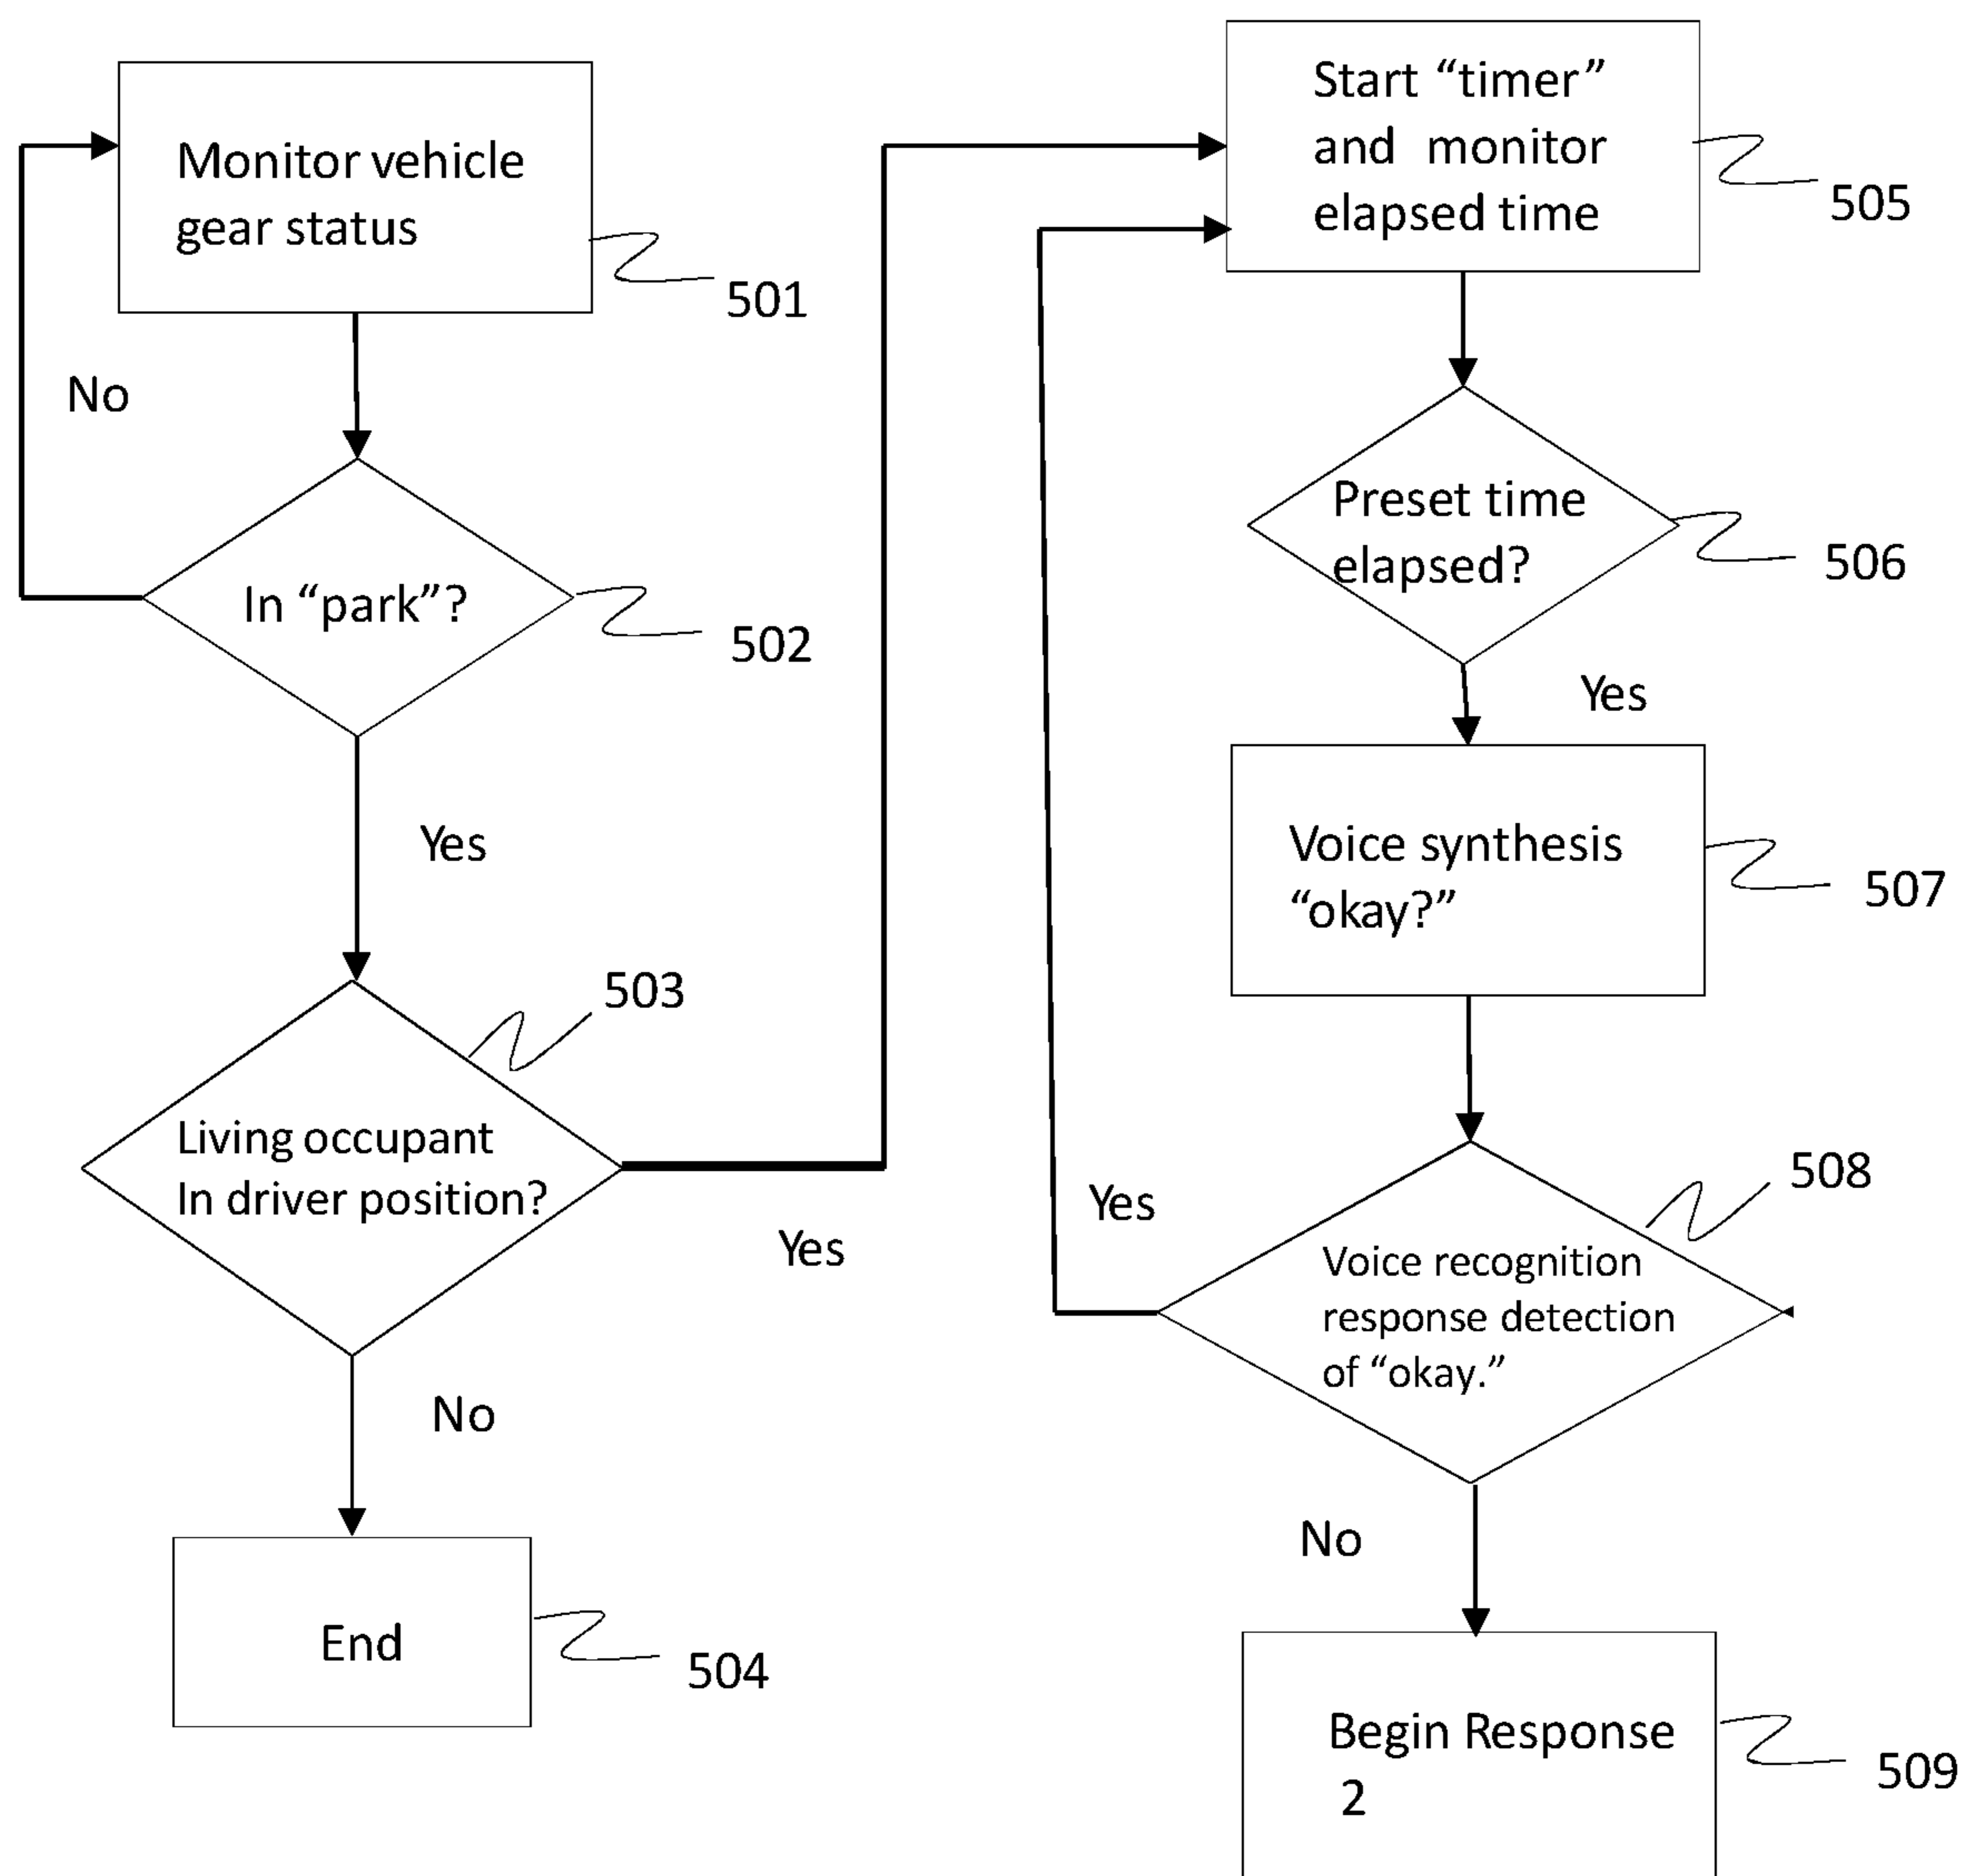 Monitor vehicle
gear status
501
No
In “park”?
502
Yes
503
Living occupant
In driver position?
Yes
No
End
504
Start “timer”
and monitor
elapsed time
505
Preset time
elapsed?
506
Yes
Voice synthesis
“okay?”
507
508
Yes
Voice recognition
response detection
of “okay.”
No
Begin Response
2
509